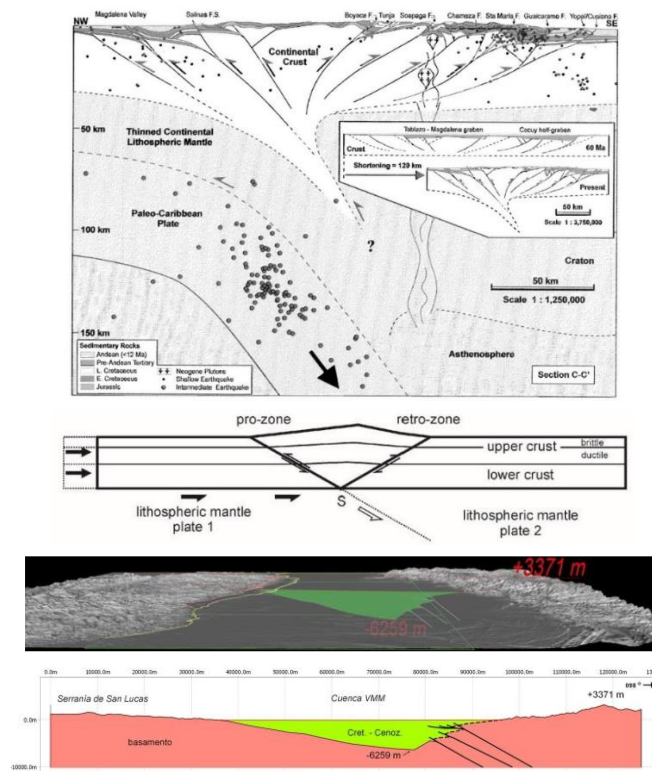 Magdalena Valley
Salinas F.S.
Boyaca F.
Tunja
Soapaga F.
Chameza F.
Sta Maria F.
Guaicaramo F.
Yopal/Cusiana F.
NW
SE
Continental
Crust
50 km
Thinned Continental
Lithospheric Mantle
Tablazo - Magdalena graben
Cocuy half-graben
Crust
60 Ma
Shortening = 120 km
Present
50 km
Scale 1 : 3,750,000
100 km
Paleo-Caribbean
Plate
?
Craton
50 km
Scale 1 : 1,250,000
150 km
Asthenosphere
Sedimentary Rocks
Andean (<12 Ma)
Pre-Andean Tertiary
L. Cretaceous
E. Cretaceous
Jurassic
Neogene Plutons
Shallow Earthquake
Intermediate Earthquake
Section C-C'
pro-zone
retro-zone
upper crust
brittle
ductile
lower crust
S
lithospheric mantle
plate 1
lithospheric mantle
plate 2
+3371 m
-6259 m
0.0m 10000.0m 20000.0m 30000.0m 40000.0m 50000.0m 60000.0m 70000.0m 80000.0m 90000.0m 100000.0m 110000.0m 120000.0m
+3371 m
Serranía de San Lucas
Cuenca VMM
0.0m
Cret. - Cenoz.
basamento
-6259 m
-10000.0m